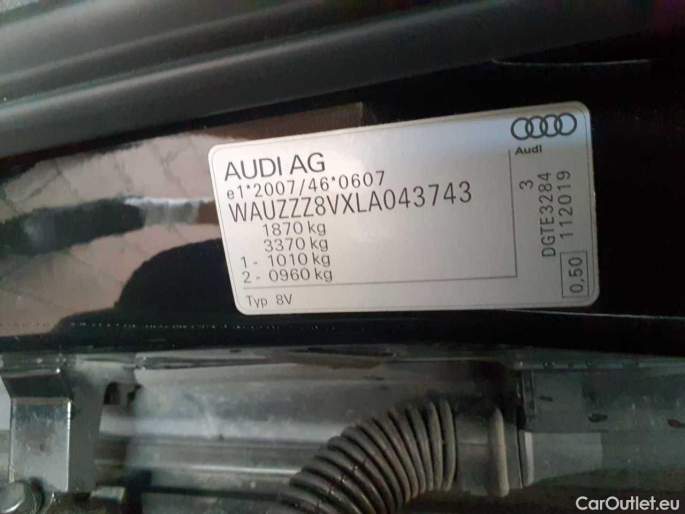 Audi
AUDI AG
e1*2007/46*0607
WAUZZZ8VXLA043743
1870 kg
3370 kg
1 - 1010 kg
2 - 0960 kg
Typ 8V
3
DGTE3284
112019
0,50
CarOutlet.eu